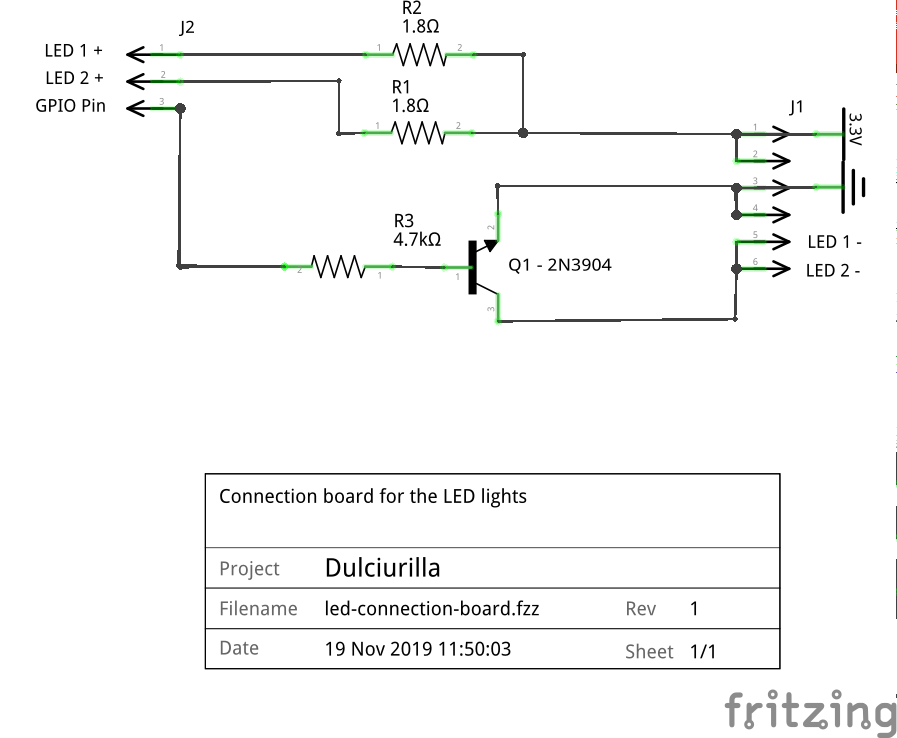 R2
1.8Ω
J2
LED 1 +
1
1
2
LED 2 +
2
R1
1.8Ω
GPIO Pin
3
1
2
J1
3.3V
1
2
3
4
R3
4.7kΩ
2
1
1
2
3
Q1 - 2N3904
5
LED 1 -
6
LED 2 -
Connection board for the LED lights
Project Dulciurilla
Filename led-connection-board.fzz Rev 1
Date 19 Nov 2019 11:50:03 Sheet 1/1
fritzing